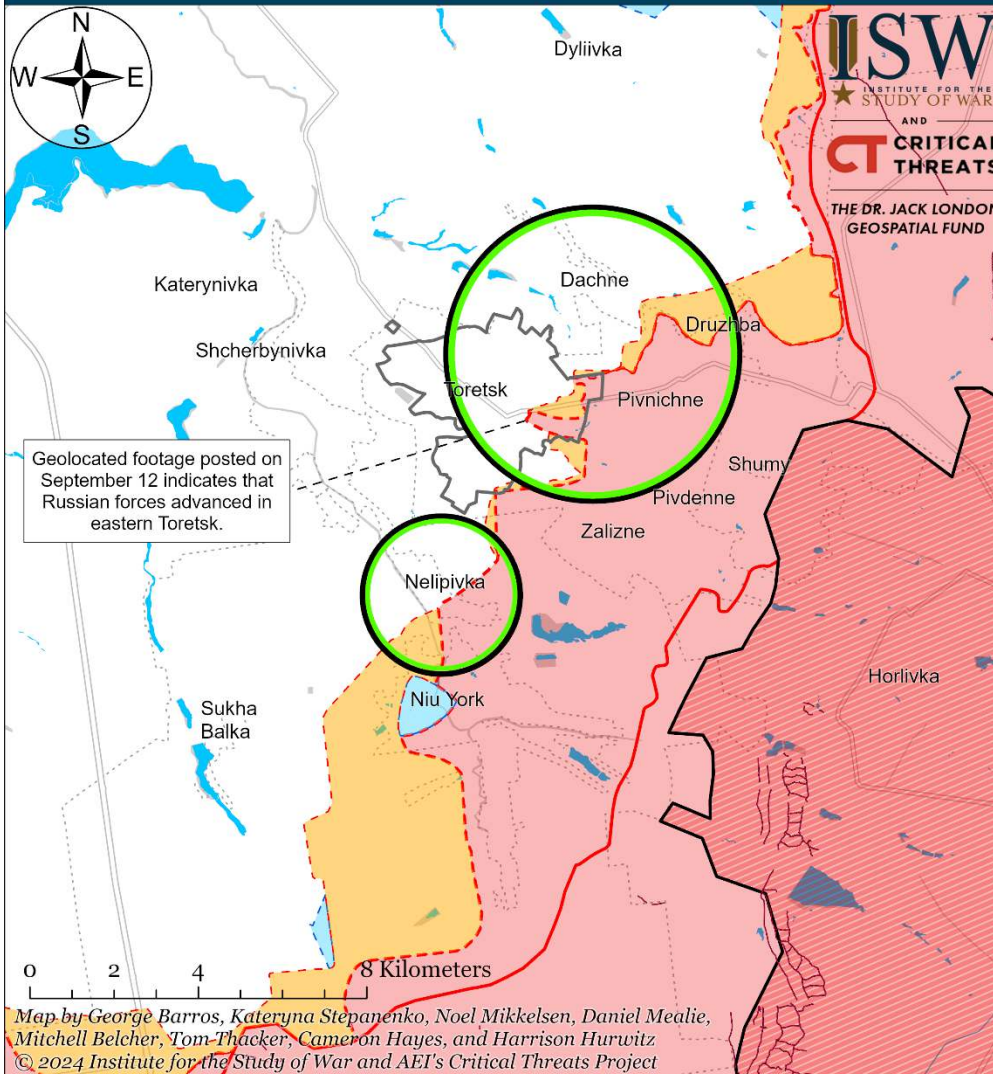 N
W
E
S
ISW
INSTITUTE FOR THE
STUDY OF WAR
AND
CT CRITICAL
THREATS
THE DR. JACK LONDON
GEOSPATIAL FUND
Dyliivka
Dachne
Katerynivka
Druzhba
Shcherbynivka
Toretsk
Pivnichne
Geolocated footage posted on
September 12 indicates that
Russian forces advanced in
eastern Toretsk.
Shumy
Pivdenne
Zalizne
Nelipivka
Horlivka
Niu York
Sukha
Balka
0 2 4 8 Kilometers
Map by George Barros, Kateryna Stepanenko, Noel Mikkelsen, Daniel Mealie,
Mitchell Belcher, Tom Thacker, Cameron Hayes, and Harrison Hurwitz
© 2024 Institute for the Study of War and AEI's Critical Threats Project